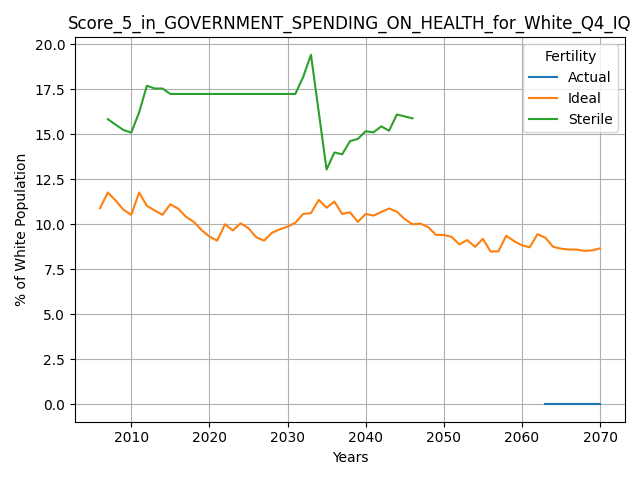 Score_5_in_GOVERNMENT_SPENDING_ON_HEALTH_for_White_Q4_IQ
Fertility
Actual
Ideal
Sterile
20.0
17.5
15.0
12.5
10.0
7.5
5.0
2.5
0.0
% of White Population
2010 2020 2030 2040 2050 2060 2070
Years